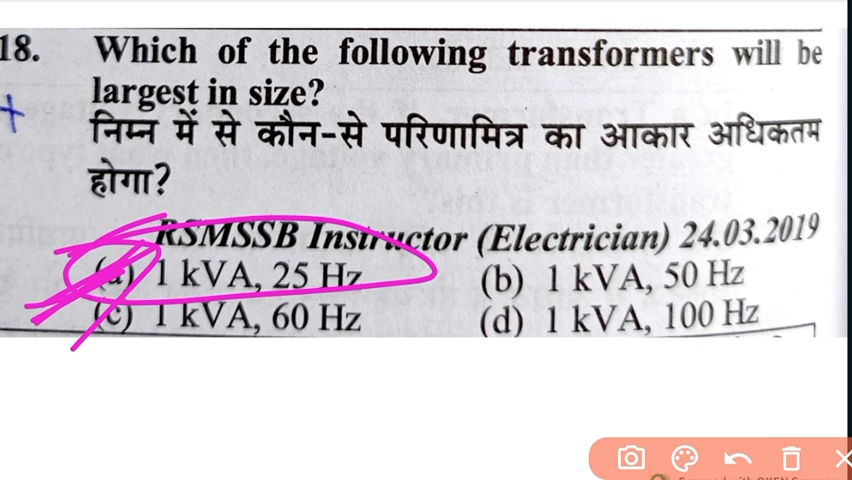 18. Which of the following transformers will be
largest in size?
निम्न में से कौन-से परिणामित्र का आकार अधिकतम
होगा?
RSMSSB Instructor (Electrician) 24.03.2019
(a) 1 kVA, 25 Hz (b) 1 kVA, 50 Hz
(c) 1 kVA, 60 Hz (d) 1 kVA, 100 Hz